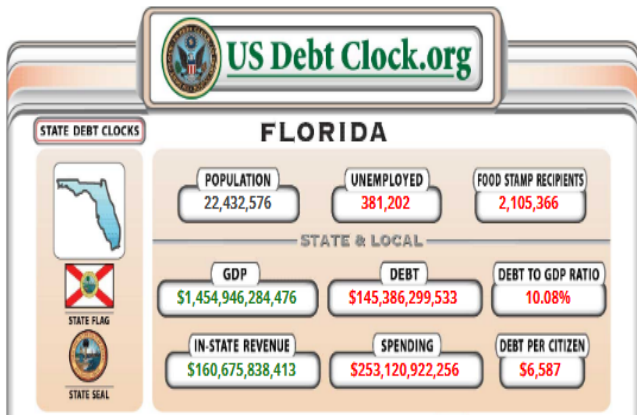 US Debt Clock.org
STATE DEBT CLOCKS
FLORIDA
POPULATION
22,432,576
UNEMPLOYED
381,202
FOOD STAMP RECIPIENTS
2,105,366
STATE & LOCAL
GDP
$1,454,946,284,476
DEBT
$145,386,299,533
DEBT TO GDP RATIO
10.08%
STATE FLAG
IN-STATE REVENUE
$160,675,838,413
SPENDING
$253,120,922,256
DEBT PER CITIZEN
$6,587
STATE SEAL